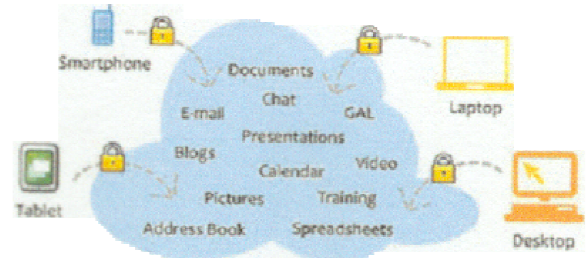 Smartphone
Documents
Chat
E-mail
GAL
Laptop
Presentations
Blogs
Video
Calendar
Pictures
Training
Tablet
Address Book
Spreadsheets
Desktop